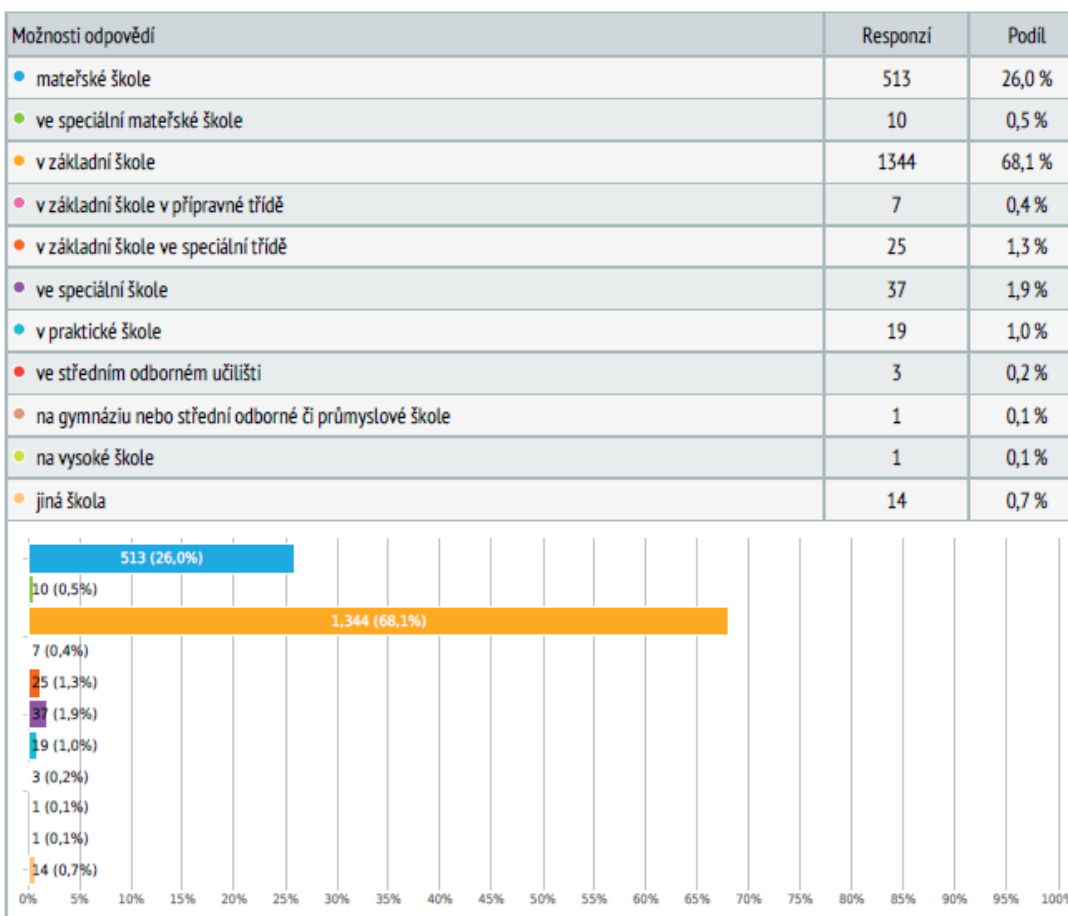 Možnosti odpovědí Responzí Podíl
mateřské škole 513 26,0 %
ve speciální mateřské škole 10 0,5 %
v základní škole 1344 68,1 %
v základní škole v přípravné třídě 7 0,4 %
v základní škole ve speciální třídě 25 1,3 %
ve speciální škole 37 1,9 %
v praktické škole 19 1,0 %
ve středním odborném učilišti 3 0,2 %
na gymnáziu nebo střední odborné či průmyslové škole 1 0,1 %
na vysoké škole 1 0,1 %
jiná škola 14 0,7 %
513 (26,0%)
10 (0,5%)
1,344 (68,1%)
7 (0,4%)
25 (1,3%)
37 (1,9%)
19 (1,0%)
3 (0,2%)
1 (0,1%)
1 (0,1%)
14 (0,7%)
0% 5% 10% 15% 20% 25% 30% 35% 40% 45% 50% 55% 60% 65% 70% 75% 80% 85% 90% 95% 100%